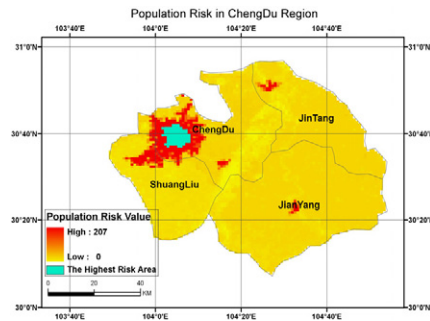 Population Risk in ChengDu Region
103°40'E 104°0'E 104°20'E 104°40'E
31°0'N 31°0'N
JinTang
ChengDu
30°40'N 30°40'N
ShuangLiu
JianYang
30°20'N 30°20'N
Population Risk Value
High : 207
Low : 0
The Highest Risk Area
0 20 40
KM
30°0'N 30°0'N
103°40'E 104°0'E 104°20'E 104°40'E